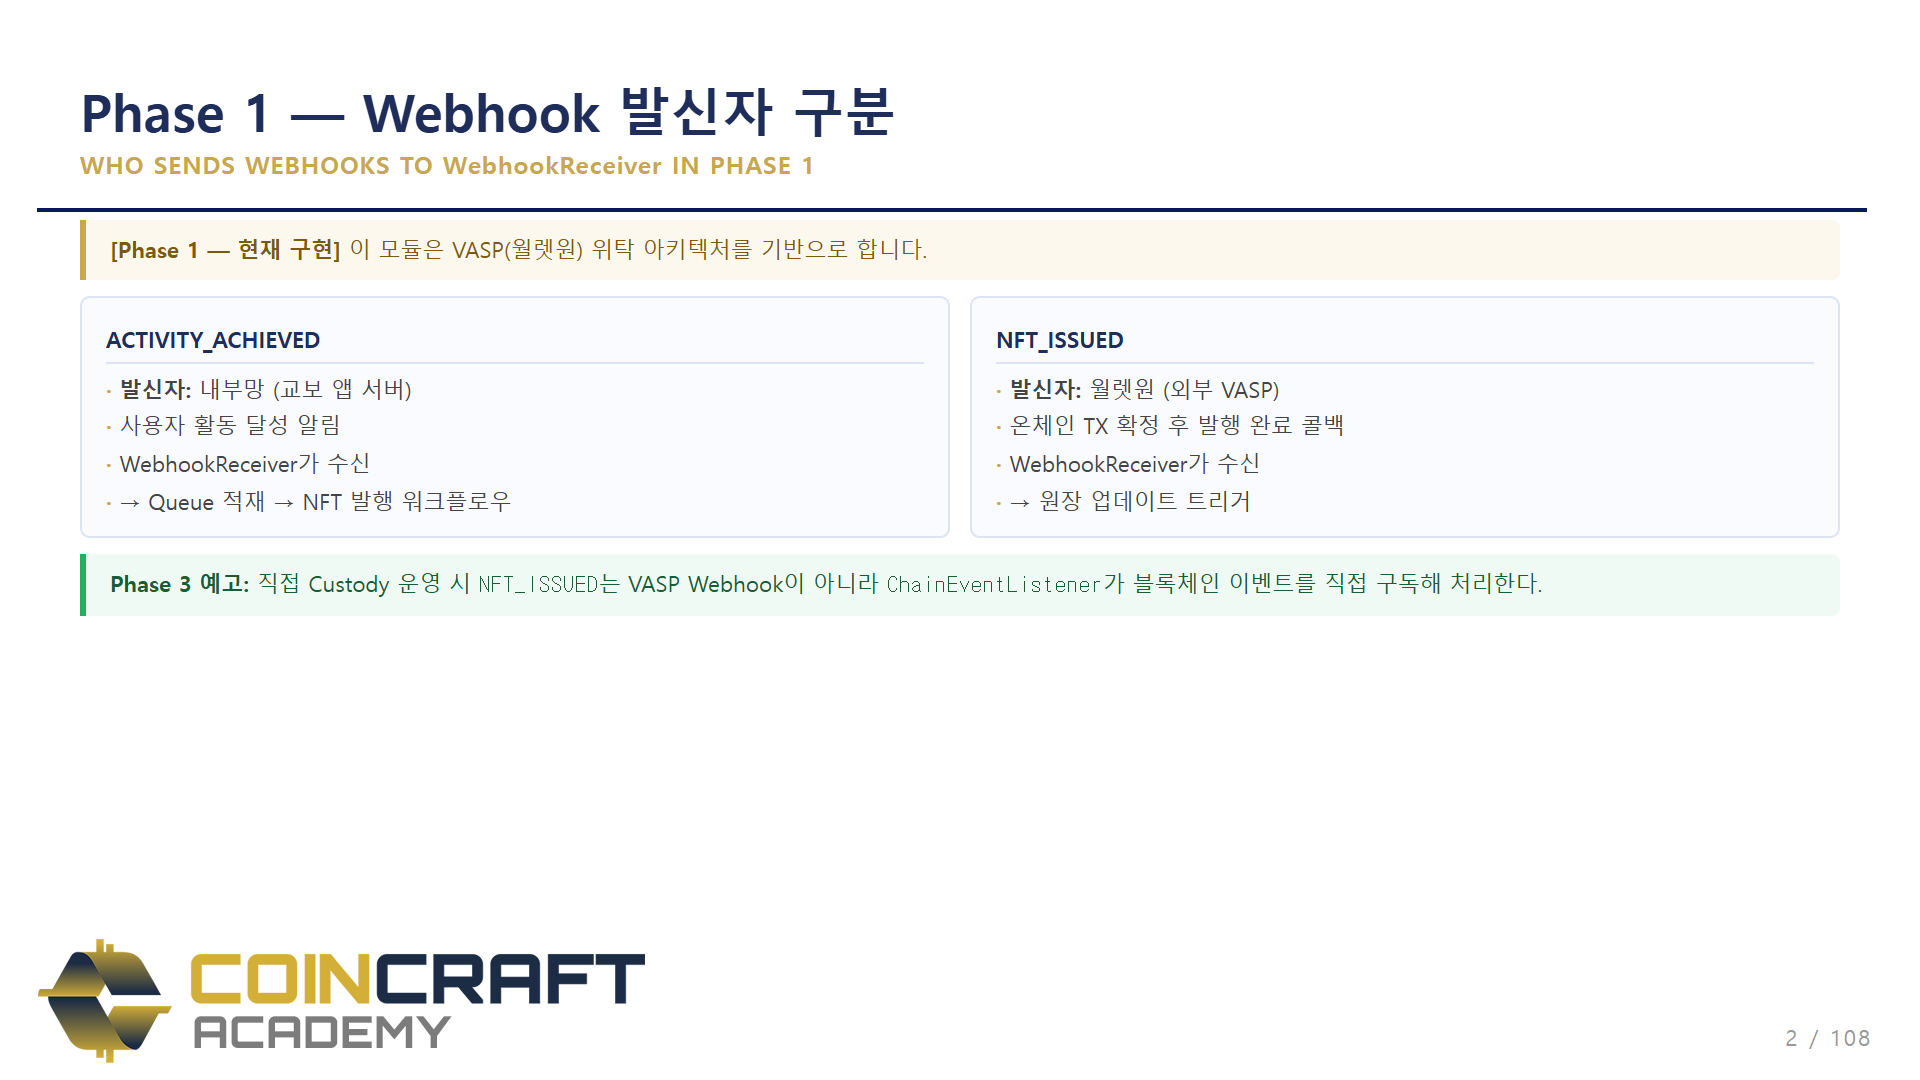 Phase 1 — Webhook 발신자 구분
WHO SENDS WEBHOOKS TO WebhookReceiver IN PHASE 1
[Phase 1 — 현재 구현] 이 모듈은 VASP(월렛원) 위탁 아키텍처를 기반으로 합니다.
ACTIVITY_ACHIEVED
· 발신자: 내부망 (교보 앱 서버)
· 사용자 활동 달성 알림
· WebhookReceiver가 수신
· → Queue 적재 → NFT 발행 워크플로우
NFT_ISSUED
· 발신자: 월렛원 (외부 VASP)
· 온체인 TX 확정 후 발행 완료 콜백
· WebhookReceiver가 수신
· → 원장 업데이트 트리거
Phase 3 예고: 직접 Custody 운영 시 NFT_ISSUED는 VASP Webhook이 아니라 ChainEventListener가 블록체인 이벤트를 직접 구독해 처리한다.
COINCRAFT
ACADEMY
2 / 108